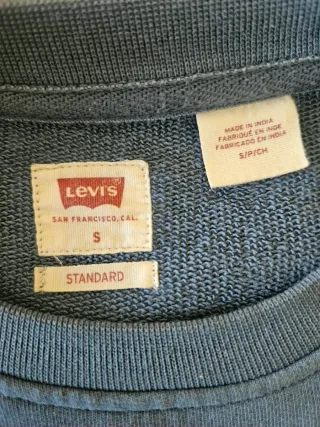 MADE IN INDIA
FABRIQUÉ EN INDE
FABRICADO EN INDIA
S/P/CH
Levi's
SAN FRANCISCO, CAL.
S
STANDARD